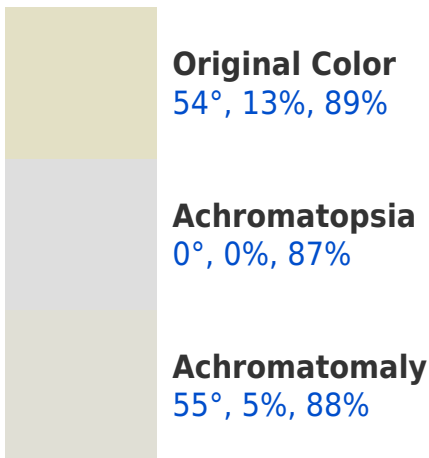 Original Color
54°, 13%, 89%
Achromatopsia
0°, 0%, 87%
Achromatomaly
55°, 5%, 88%